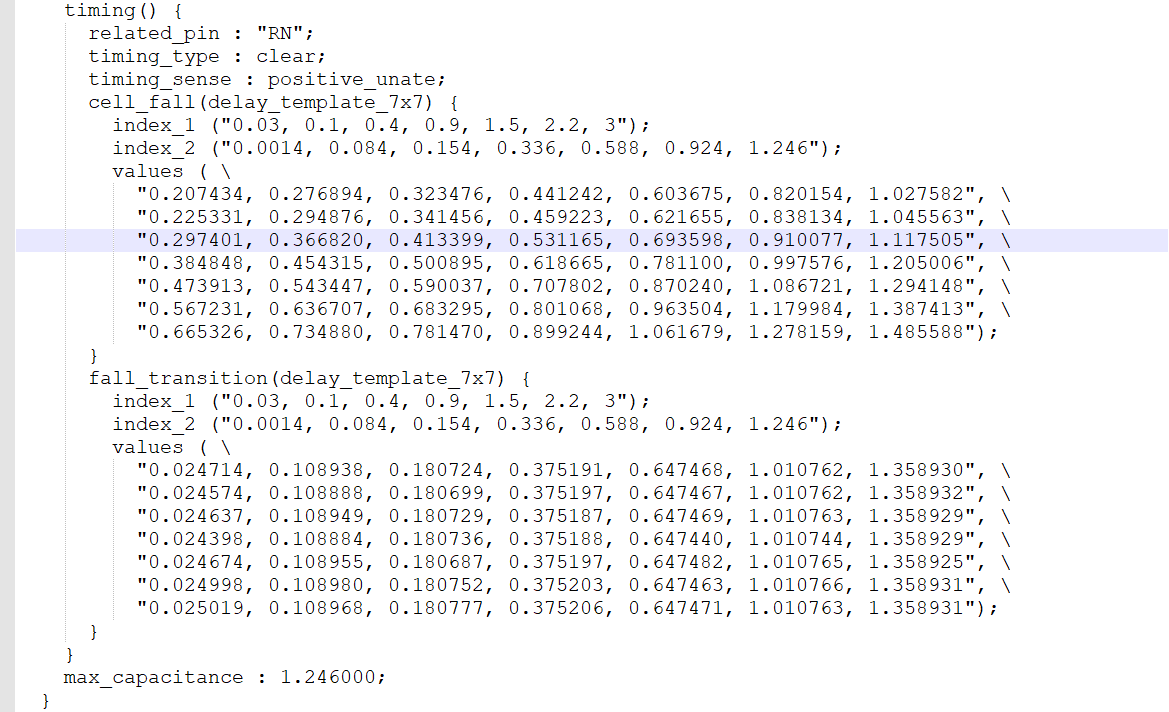 timing() {
related_pin : "RN";
timing_type : clear;
timing_sense : positive_unate;
cell_fall(delay_template_7x7) {
index_1 ("0.03, 0.1, 0.4, 0.9, 1.5, 2.2, 3");
index_2 ("0.0014, 0.084, 0.154, 0.336, 0.588, 0.924, 1.246");
values ( \
"0.207434, 0.276894, 0.323476, 0.441242, 0.603675, 0.820154, 1.027582", \
"0.225331, 0.294876, 0.341456, 0.459223, 0.621655, 0.838134, 1.045563", \
"0.297401, 0.366820, 0.413399, 0.531165, 0.693598, 0.910077, 1.117505", \
"0.384848, 0.454315, 0.500895, 0.618665, 0.781100, 0.997576, 1.205006", \
"0.473913, 0.543447, 0.590037, 0.707802, 0.870240, 1.086721, 1.294148", \
"0.567231, 0.636707, 0.683295, 0.801068, 0.963504, 1.179984, 1.387413", \
"0.665326, 0.734880, 0.781470, 0.899244, 1.061679, 1.278159, 1.485588");
}
fall_transition(delay_template_7x7) {
index_1 ("0.03, 0.1, 0.4, 0.9, 1.5, 2.2, 3");
index_2 ("0.0014, 0.084, 0.154, 0.336, 0.588, 0.924, 1.246");
values ( \
"0.024714, 0.108938, 0.180724, 0.375191, 0.647468, 1.010762, 1.358930", \
"0.024574, 0.108888, 0.180699, 0.375197, 0.647467, 1.010762, 1.358932", \
"0.024637, 0.108949, 0.180729, 0.375187, 0.647469, 1.010763, 1.358929", \
"0.024398, 0.108884, 0.180736, 0.375188, 0.647440, 1.010744, 1.358929", \
"0.024674, 0.108955, 0.180687, 0.375197, 0.647482, 1.010765, 1.358925", \
"0.024998, 0.108980, 0.180752, 0.375203, 0.647463, 1.010766, 1.358931", \
"0.025019, 0.108968, 0.180777, 0.375206, 0.647471, 1.010763, 1.358931");
}
}
max_capacitance : 1.246000;
}